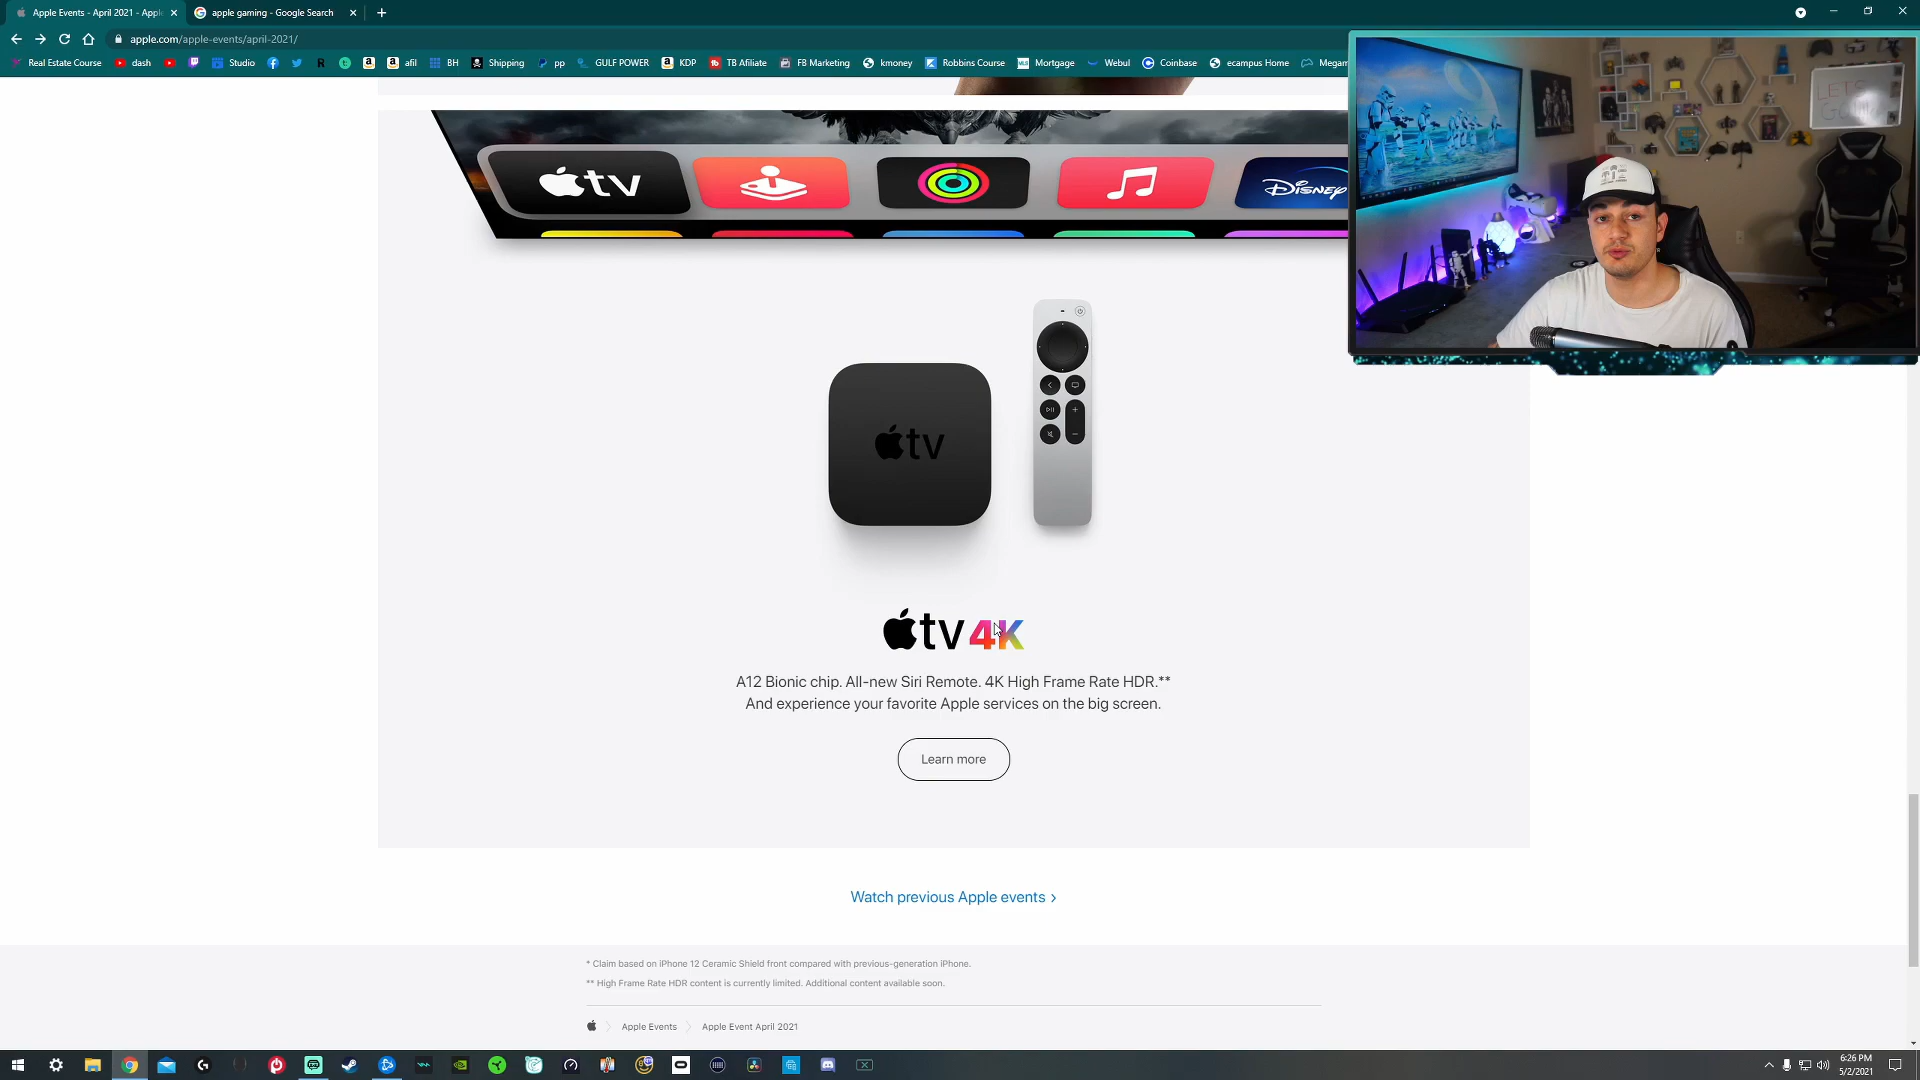 Apple Events - April 2021 - Appl
apple gaming - Google Search
apple.com/apple-events/april-2021/
Real Estate Course
dash
Studio
afil
BH
Shipping
pp
GULF POWER
KDP
TB Afiliate
FB Marketing
kmoney
Robbins Course
Mortgage
Webul
Coinbase
ecampus Home
Megam
LETS
tv
DISNEY
tv
tv 4K
A12 Bionic chip. All-new Siri Remote. 4K High Frame Rate HDR.**
And experience your favorite Apple services on the big screen.
Learn more
Watch previous Apple events >
* Claim based on iPhone 12 Ceramic Shield front compared with previous-generation iPhone.
** High Frame Rate HDR content is currently limited. Additional content available soon.
Apple Events
Apple Event April 2021
6:26 PM
5/2/2021